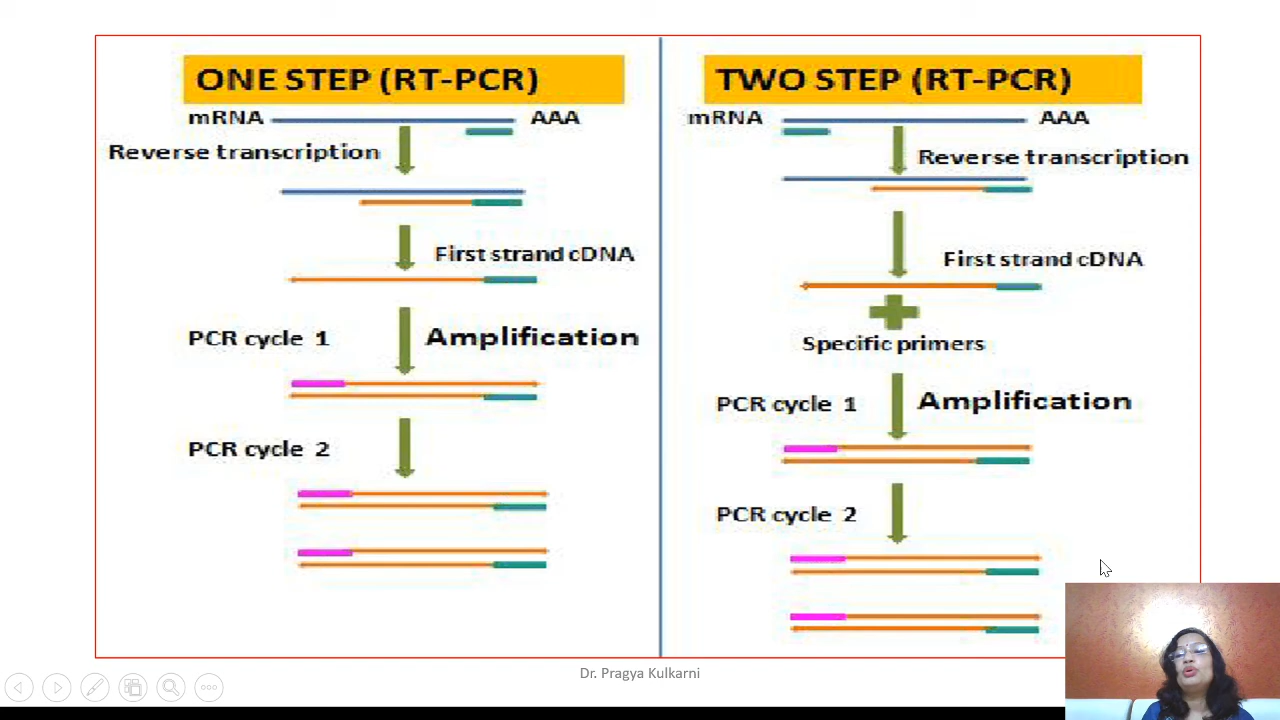 ONE STEP (RT-PCR)
mRNA AAA
Reverse transcription
First strand cDNA
PCR cycle 1 Amplification
PCR cycle 2
TWO STEP (RT-PCR)
mRNA AAA
Reverse transcription
First strand cDNA
Specific primers
PCR cycle 1 Amplification
PCR cycle 2
Dr. Pragya Kulkarni